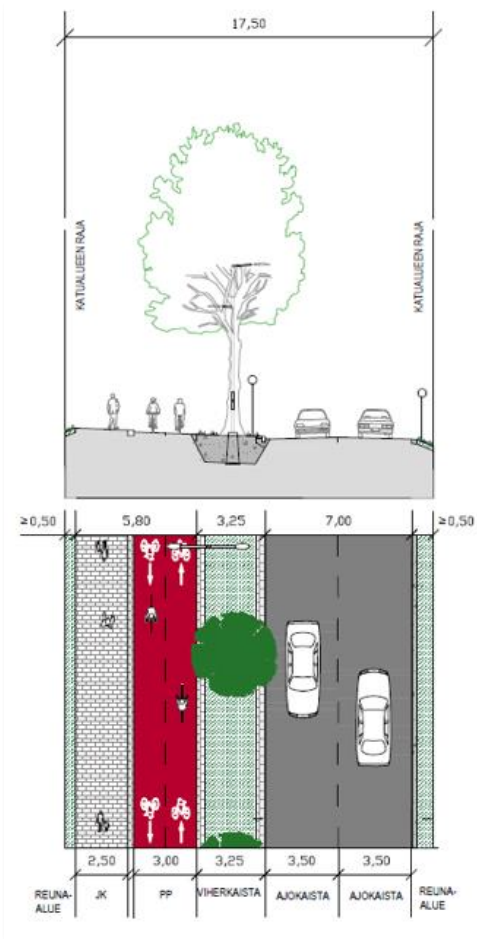 17,50
KATUALUEEN RAJA
KATUALUEEN RAJA
≥0,50
5,80
3,25
7,00
≥0,50
2,50
3,00
3,25
3,50
3,50
REUNA-
ALUE
JK
PP
VIHERKAISTA
AJOKAISTA
AJOKAISTA
REUNA-
ALUE